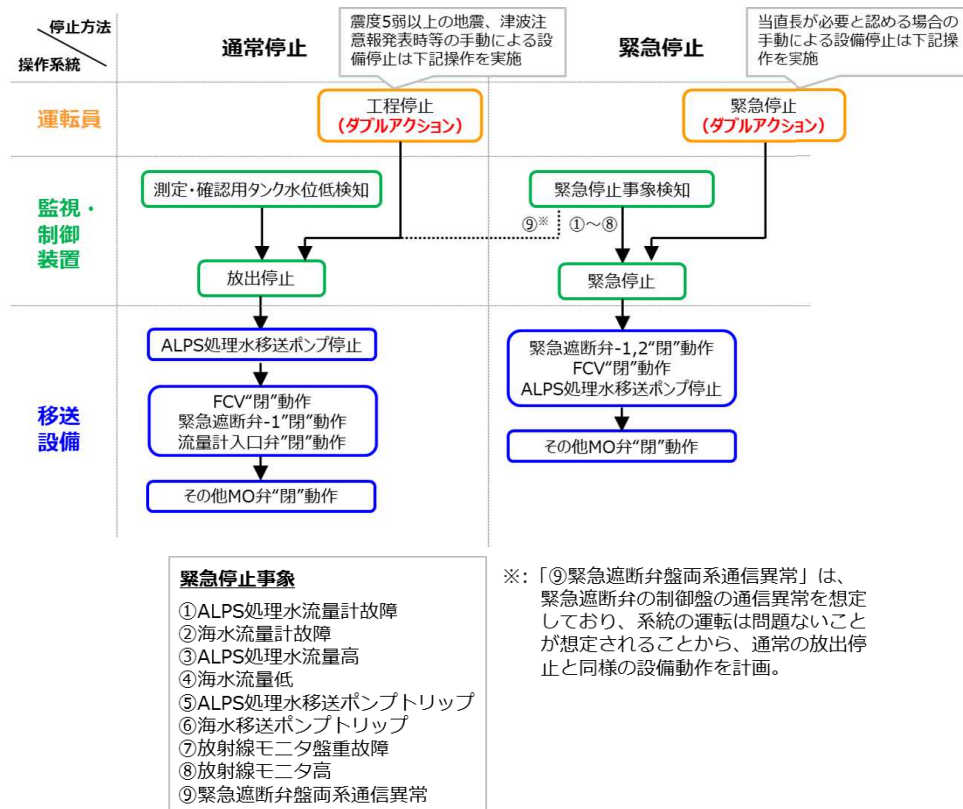 停止方法
操作系統
通常停止
震度5弱以上の地震、津波注
意報発表時等の手動による設
備停止は下記操作を実施
緊急停止
当直長が必要と認める場合の
手動による設備停止は下記操
作を実施
運転員
工程停止
(ダブルアクション)
緊急停止
(ダブルアクション)
監視・
制御
装置
測定・確認用タンク水位低検知
緊急停止事象検知
⑨※
①～⑧
放出停止
緊急停止
移送
設備
ALPS処理水移送ポンプ停止
FCV“閉”動作
緊急遮断弁-1”閉”動作
流量計入口弁”閉”動作
その他MO弁“閉”動作
緊急遮断弁-1,2“閉”動作
FCV“閉”動作
ALPS処理水移送ポンプ停止
その他MO弁“閉”動作
緊急停止事象
①ALPS処理水流量計故障
②海水流量計故障
③ALPS処理水流量高
④海水流量低
⑤ALPS処理水移送ポンプトリップ
⑥海水移送ポンプトリップ
⑦放射線モニタ盤重故障
⑧放射線モニタ高
⑨緊急遮断弁盤両系通信異常
※:「⑨緊急遮断弁盤両系通信異常」は、
緊急遮断弁の制御盤の通信異常を想定
しており、系統の運転は問題ないこと
が想定されることから、通常の放出停
止と同様の設備動作を計画。